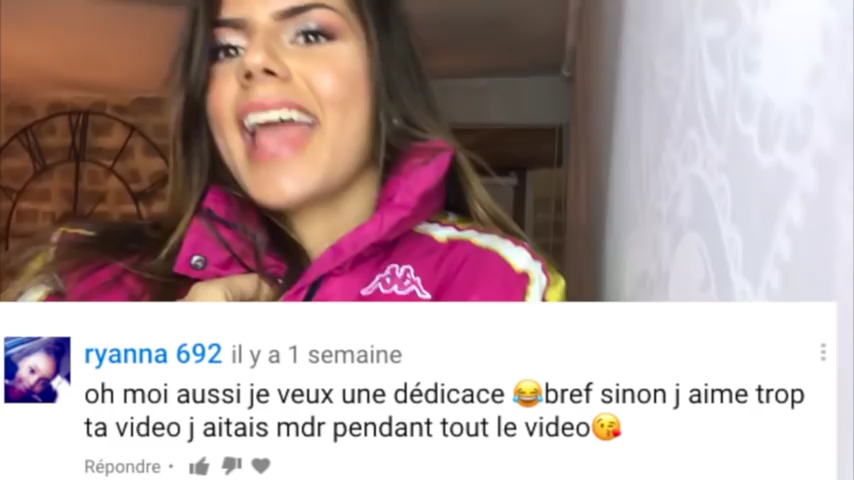 ryanna 692 il y a 1 semaine
oh moi aussi je veux une dédicace 😂bref sinon j aime trop
ta video j aitais mdr pendant tout le video😘
Répondre •